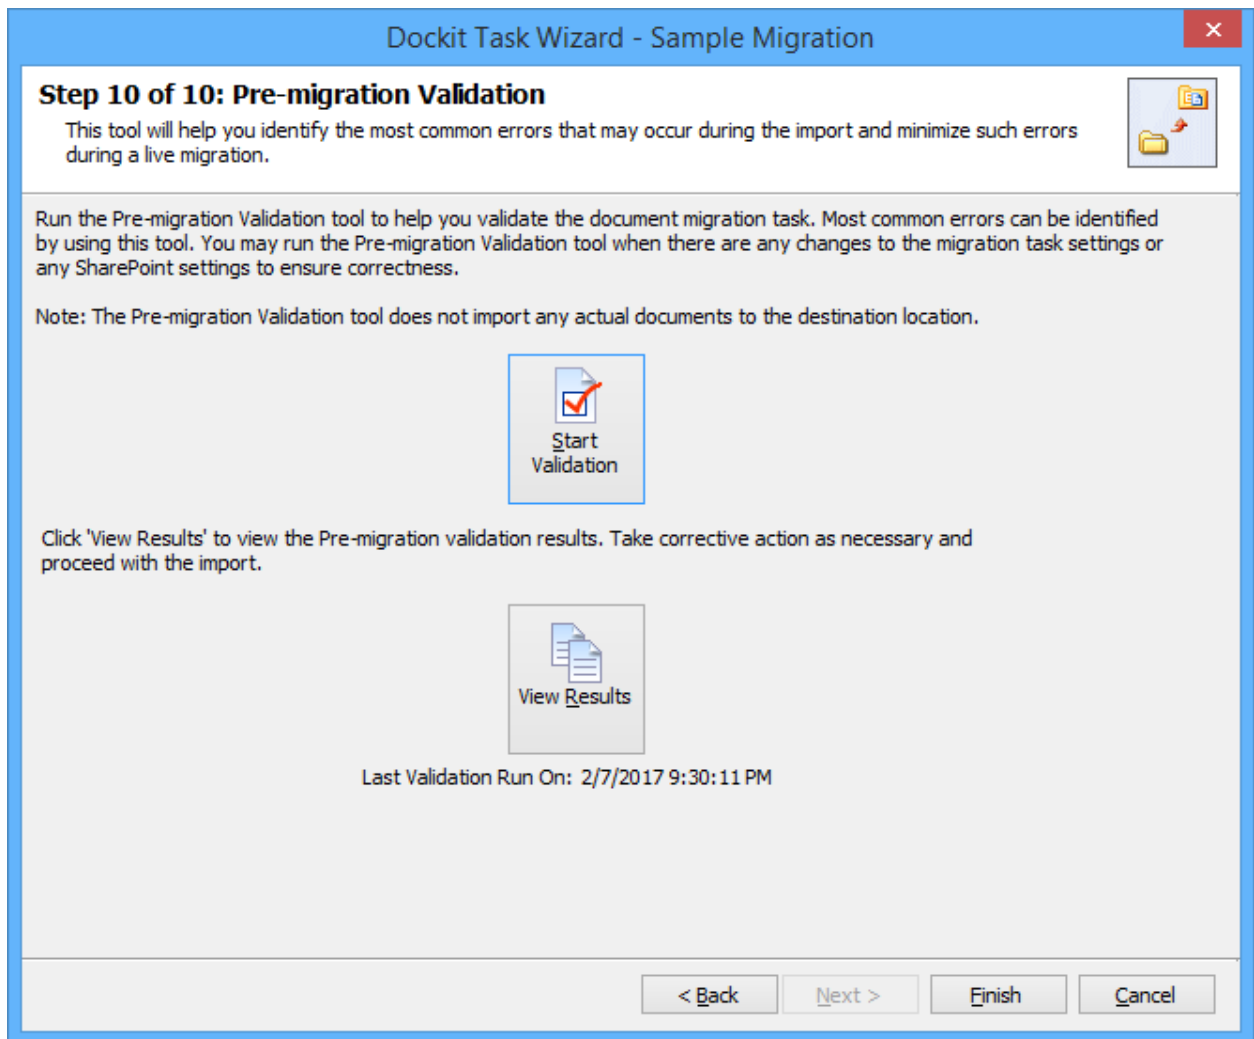 Dockit Task Wizard - Sample Migration
Step 10 of 10: Pre-migration Validation
This tool will help you identify the most common errors that may occur during the import and minimize such errors
during a live migration.
Run the Pre-migration Validation tool to help you validate the document migration task. Most common errors can be identified
by using this tool. You may run the Pre-migration Validation tool when there are any changes to the migration task settings or
any SharePoint settings to ensure correctness.
Note: The Pre-migration Validation tool does not import any actual documents to the destination location.
Start
Validation
Click 'View Results' to view the Pre-migration validation results. Take corrective action as necessary and
proceed with the import.
View Results
Last Validation Run On: 2/7/2017 9:30:11 PM
< Back
Next >
Finish
Cancel